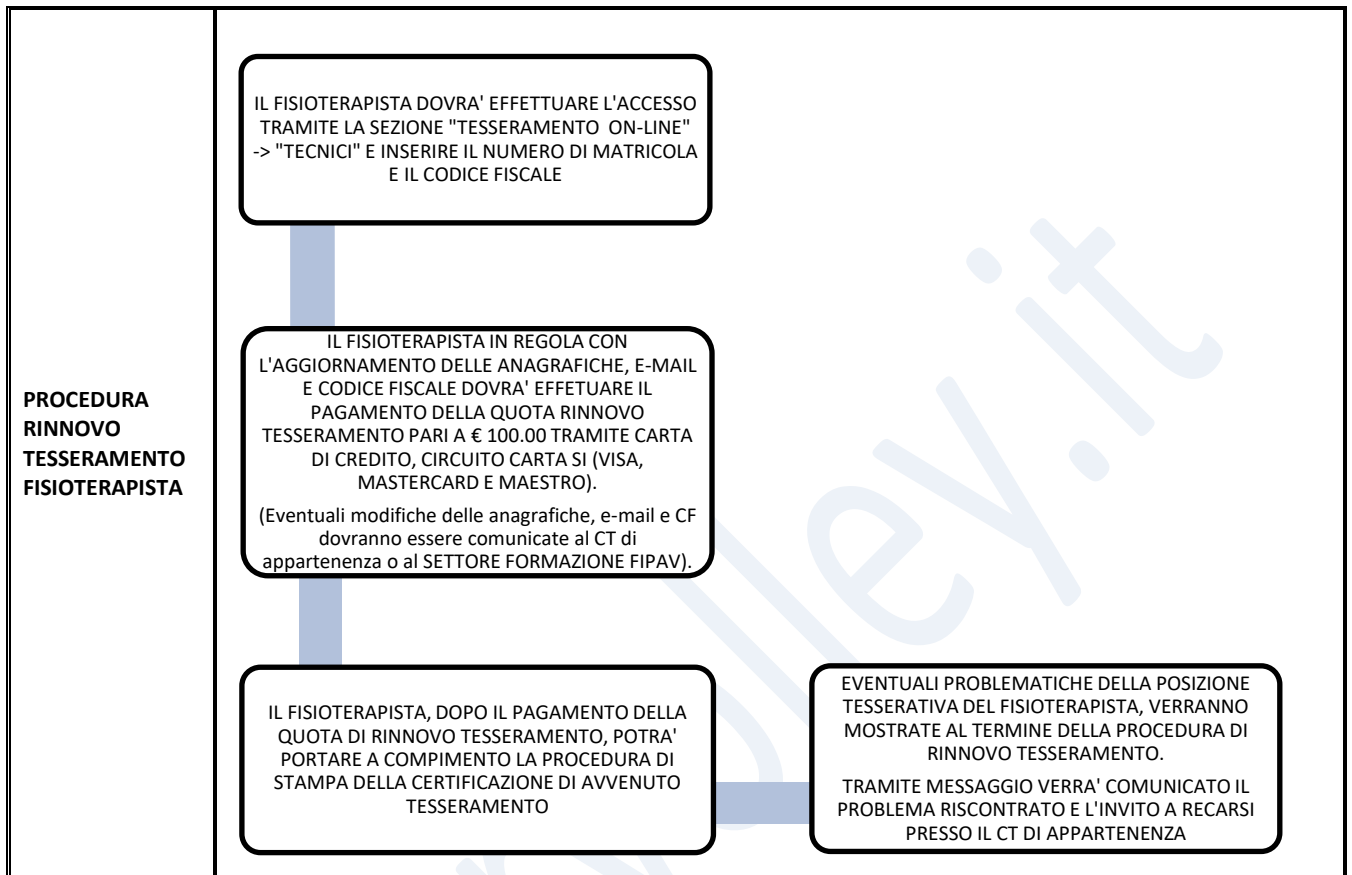 PROCEDURA
RINNOVO
TESSERAMENTO
FISIOTERAPISTA
IL FISIOTERAPISTA DOVRA' EFFETTUARE L'ACCESSO
TRAMITE LA SEZIONE "TESSERAMENTO ON-LINE"
-> "TECNICI" E INSERIRE IL NUMERO DI MATRICOLA
E IL CODICE FISCALE
IL FISIOTERAPISTA IN REGOLA CON
L'AGGIORNAMENTO DELLE ANAGRAFICHE, E-MAIL
E CODICE FISCALE DOVRA' EFFETUARE IL
PAGAMENTO DELLA QUOTA RINNOVO
TESSERAMENTO PARI A € 100.00 TRAMITE CARTA
DI CREDITO, CIRCUITO CARTA SI (VISA,
MASTERCARD E MAESTRO).
(Eventuali modifiche delle anagrafiche, e-mail e CF
dovranno essere comunicate al CT di
appartenenza o al SETTORE FORMAZIONE FIPAV).
IL FISIOTERAPISTA, DOPO IL PAGAMENTO DELLA
QUOTA DI RINNOVO TESSERAMENTO, POTRA'
PORTARE A COMPIMENTO LA PROCEDURA DI
STAMPA DELLA CERTIFICAZIONE DI AVVENUTO
TESSERAMENTO
EVENTUALI PROBLEMATICHE DELLA POSIZIONE
TESSERATIVA DEL FISIOTERAPISTA, VERRANNO
MOSTRATE AL TERMINE DELLA PROCEDURA DI
RINNOVO TESSERAMENTO.
TRAMITE MESSAGGIO VERRA' COMUNICATO IL
PROBLEMA RISCONTRATO E L'INVITO A RECARSI
PRESSO IL CT DI APPARTENENZA